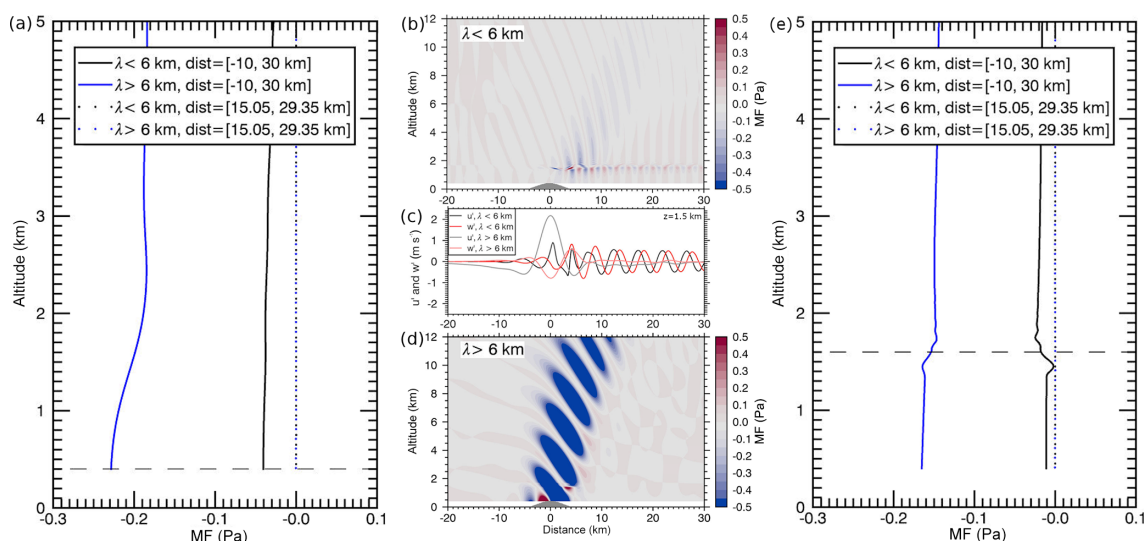 (a)
5
4
3
2
1
0
Altitude (km)
λ< 6 km, dist=[-10, 30 km]
λ> 6 km, dist=[-10, 30 km]
λ< 6 km, dist=[15.05, 29.35 km]
λ> 6 km, dist=[15.05, 29.35 km]
-0.3 -0.2 -0.1 -0.0 0.1
MF (Pa)
(b)
λ< 6 km
12
10
8
6
4
2
0
Altitude (km)
-20 -10 0 10 20 30
0.5
0.4
0.3
0.2
0.1
0.0
-0.1
-0.2
-0.3
-0.4
-0.5
MF (Pa)
(c)
u', λ < 6 km
w', λ < 6 km
u', λ > 6 km
w', λ > 6 km
z=1.5 km
2
1
0
-1
-2
u' and w' (m s⁻¹)
-20 -10 0 10 20 30
(d)
λ> 6 km
12
10
8
6
4
2
0
Altitude (km)
-20 -10 0 10 20 30
Distance (km)
0.5
0.4
0.3
0.2
0.1
0.0
-0.1
-0.2
-0.3
-0.4
-0.5
MF (Pa)
(e)
5
4
3
2
1
0
Altitude (km)
λ< 6 km, dist=[-10, 30 km]
λ> 6 km, dist=[-10, 30 km]
λ< 6 km, dist=[15.05, 29.35 km]
λ> 6 km, dist=[15.05, 29.35 km]
-0.3 -0.2 -0.1 -0.0 0.1
MF (Pa)